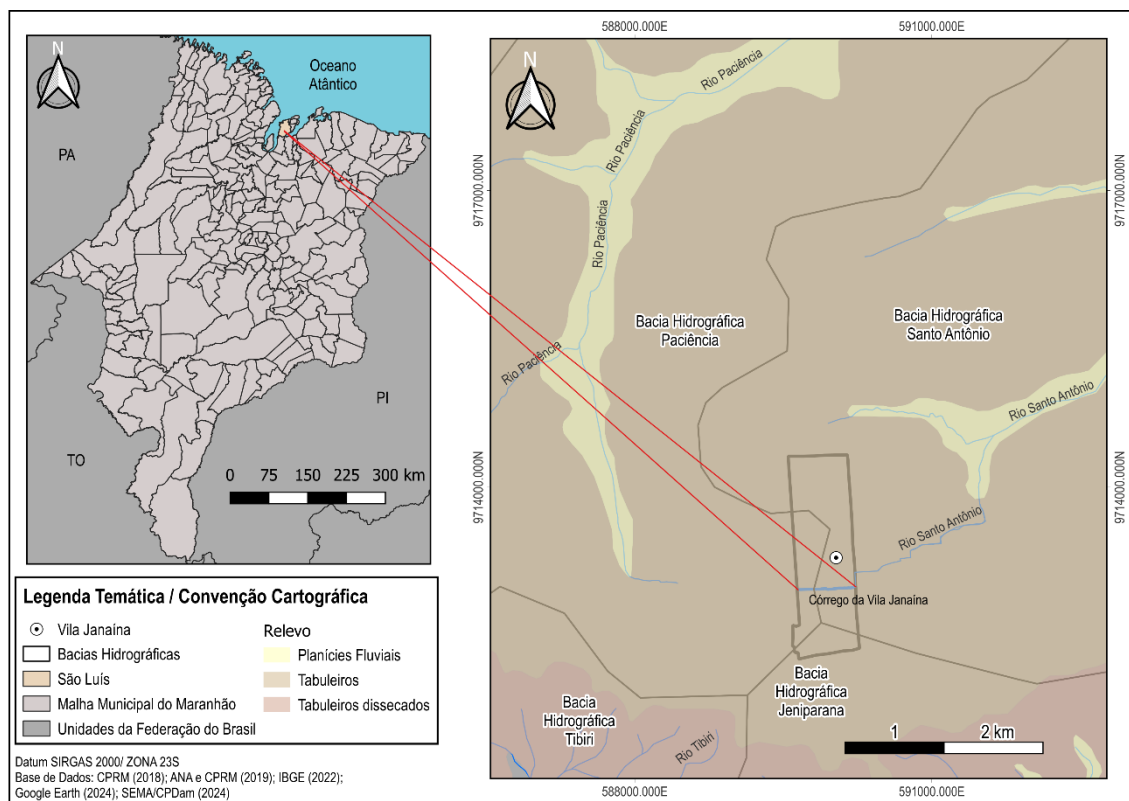 N
Oceano
Atlântico
PA
PI
TO
0 75 150 225 300 km
Legenda Temática / Convenção Cartográfica
Vila Janaína
Bacias Hidrográficas
São Luís
Malha Municipal do Maranhão
Unidades da Federação do Brasil
Relevo
Planícies Fluviais
Tabuleiros
Tabuleiros dissecados
Datum SIRGAS 2000/ ZONA 23S
Base de Dados: CPRM (2018); ANA e CPRM (2019); IBGE (2022);
Google Earth (2024); SEMA/CPDam (2024)
588000.000E
591000.000E
N
Rio Paciência
Rio Paciência
9717000.000N
9717000.000N
Rio Paciência
Bacia Hidrográfica
Paciência
Bacia Hidrográfica
Santo Antônio
Rio Paciência
Rio Santo Antônio
9714000.000N
9714000.000N
Rio Santo Antônio
Córrego da Vila Janaína
Bacia
Hidrográfica
Jeniparana
Bacia
Hidrográfica
Tibiri
Rio Tibiri
1 2 km
588000.000E
591000.000E